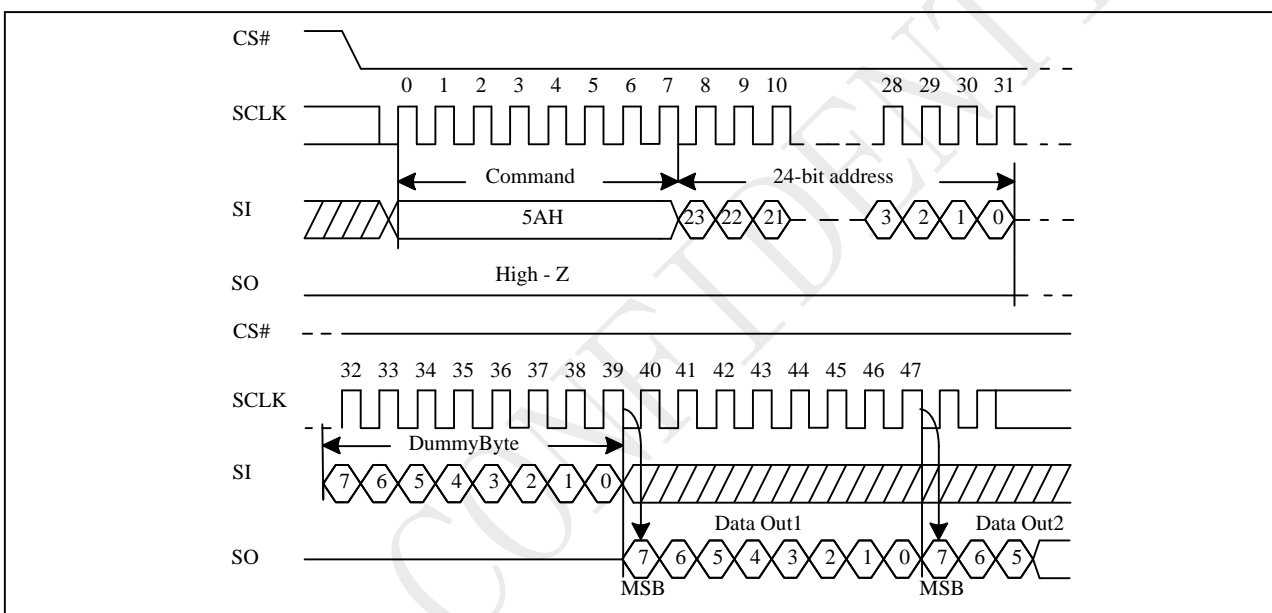 CS#
0 1 2 3 4 5 6 7 8 9 10 28 29 30 31
SCLK
Command 24-bit address
SI 5AH 23 22 21 3 2 1 0
High - Z
SO
CS#
32 33 34 35 36 37 38 39 40 41 42 43 44 45 46 47
SCLK
DummyByte
SI 7 6 5 4 3 2 1 0
Data Out1 Data Out2
SO 7 6 5 4 3 2 1 0 7 6 5
MSB MSB
CONFIDENT